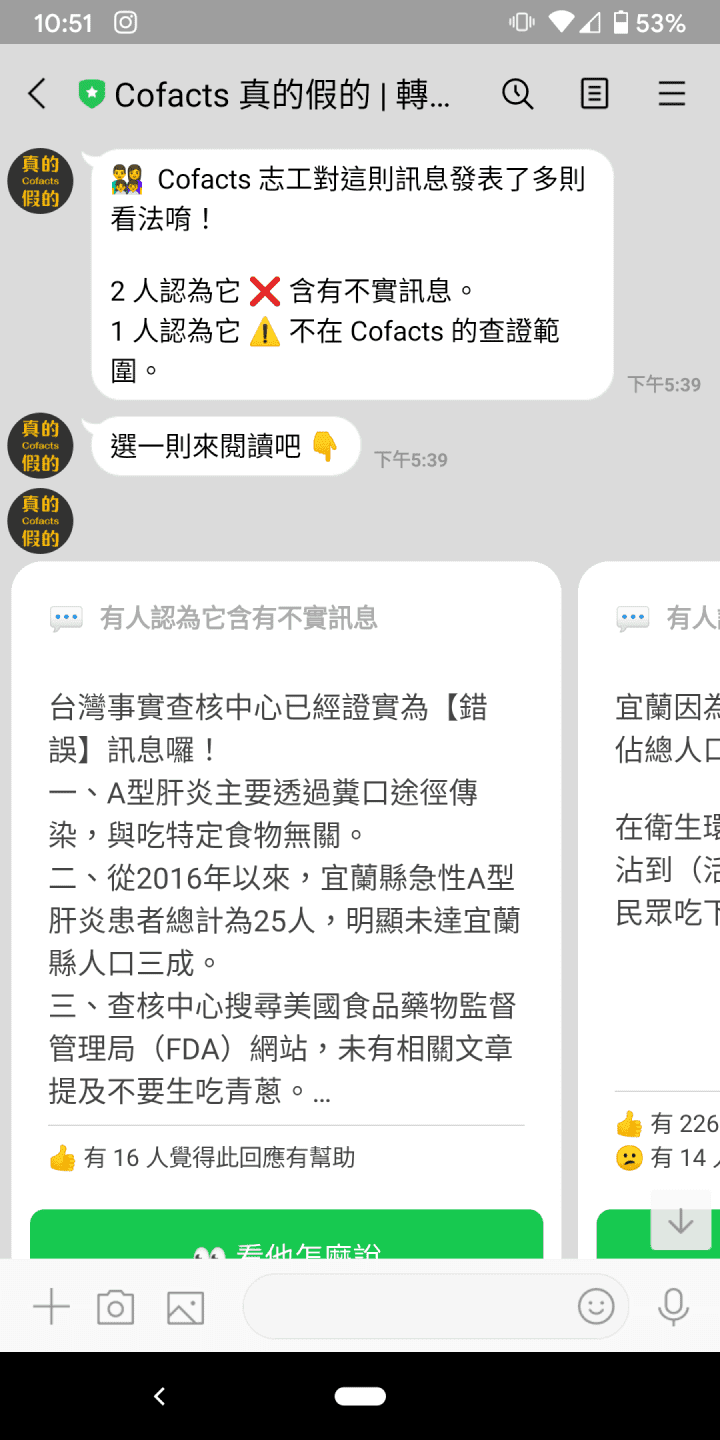 10:51
53%
Cofacts 真的假的 | 轉...
真的
Cofacts
假的
Cofacts 志工對這則訊息發表了多則
看法唷！
2 人認為它 ❌ 含有不實訊息。
1 人認為它 ⚠️ 不在 Cofacts 的查證範
圍。
下午5:39
真的
Cofacts
假的
選一則來閱讀吧 👇
下午5:39
真的
Cofacts
假的
有人認為它含有不實訊息
台灣事實查核中心已經證實為【錯
誤】訊息囉！
一、A型肝炎主要透過糞口途徑傳
染，與吃特定食物無關。
二、從2016年以來，宜蘭縣急性A型
肝炎患者總計為25人，明顯未達宜蘭
縣人口三成。
三、查核中心搜尋美國食品藥物監督
管理局（FDA）網站，未有相關文章
提及不要生吃青蔥。...
👍 有 16 人覺得此回應有幫助
👀 看他怎麼說
有人
宜蘭因為
佔總人口
在衛生環
沾到（活
民眾吃下
👍 有 226
😕 有 14